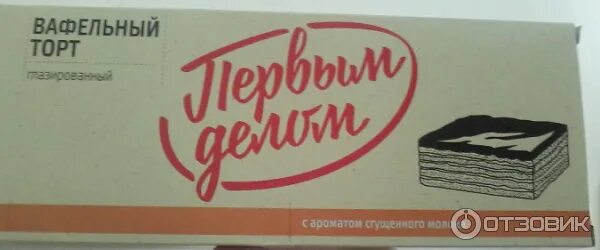 ВАФЕЛЬНЫЙ
ТОРТ
глазированный
Первым
делом
с ароматом сгущенного
ОТЗОВИК